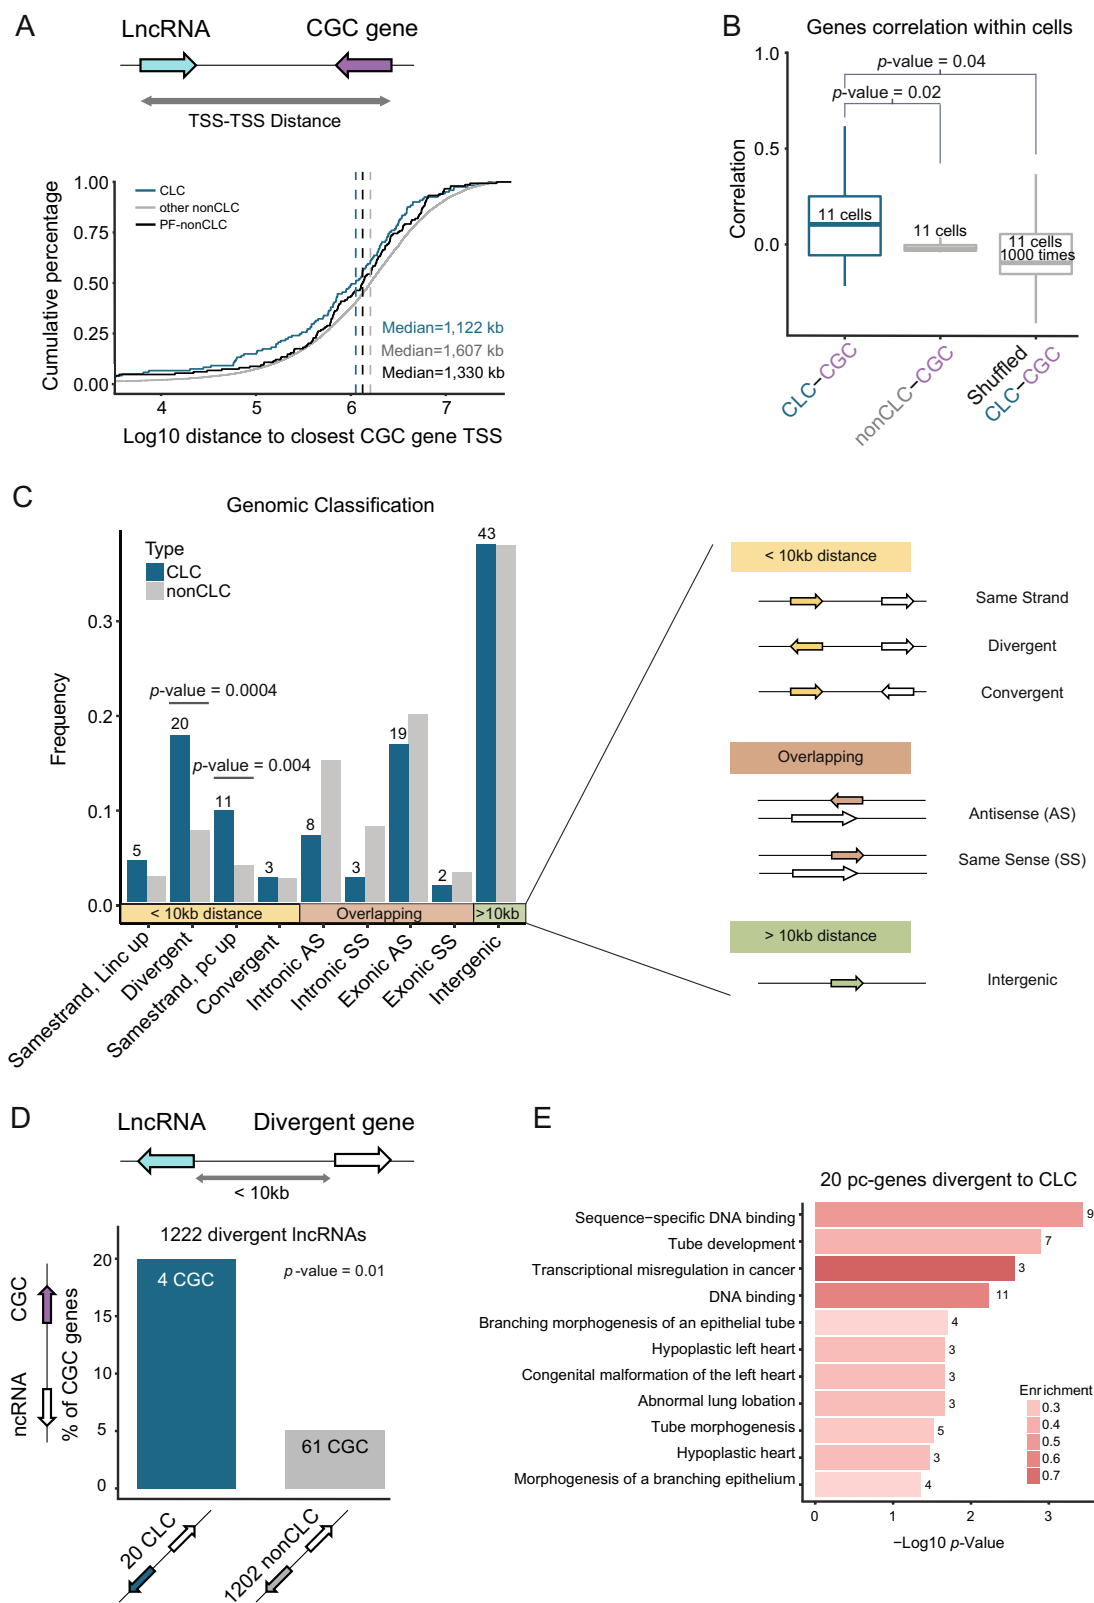 A
LncRNA
CGC gene
TSS-TSS Distance
Cumulative percentage
1.00
0.75
0.50
0.25
0.00
CLC
other nonCLC
PF-nonCLC
Median=1,122 kb
Median=1,607 kb
Median=1,330 kb
4 5 6 7
Log10 distance to closest CGC gene TSS
B
Genes correlation within cells
Correlation
1.0
0.5
0.0
p-value = 0.04
p-value = 0.02
11 cells
11 cells
11 cells
1000 times
CLC-CGC
nonCLC-CGC
Shuffled
CLC-CGC
C
Genomic Classification
Type
CLC
nonCLC
Frequency
0.3
0.2
0.1
0.0
p-value = 0.0004
p-value = 0.004
5
20
11
3
8
3
19
2
43
< 10kb distance
Overlapping
>10kb
Samestrand, Linc up
Divergent
Samestrand, pc up
Convergent
Intronic AS
Intronic SS
Exonic AS
Exonic SS
Intergenic
< 10kb distance
Same Strand
Divergent
Convergent
Overlapping
Antisense (AS)
Same Sense (SS)
> 10kb distance
Intergenic
D
LncRNA
Divergent gene
< 10kb
1222 divergent lncRNAs
p-value = 0.01
ncRNA
CGC
% of CGC genes
20
15
10
5
0
4 CGC
61 CGC
20 CLC
1202 nonCLC
E
20 pc-genes divergent to CLC
Sequence−specific DNA binding 9
Tube development 7
Transcriptional misregulation in cancer 3
DNA binding 11
Branching morphogenesis of an epithelial tube 4
Hypoplastic left heart 3
Congenital malformation of the left heart 3
Abnormal lung lobation 3
Tube morphogenesis 5
Hypoplastic heart 3
Morphogenesis of a branching epithelium 4
Enrichment
0.3
0.4
0.5
0.6
0.7
0 1 2 3
−Log10 p-Value